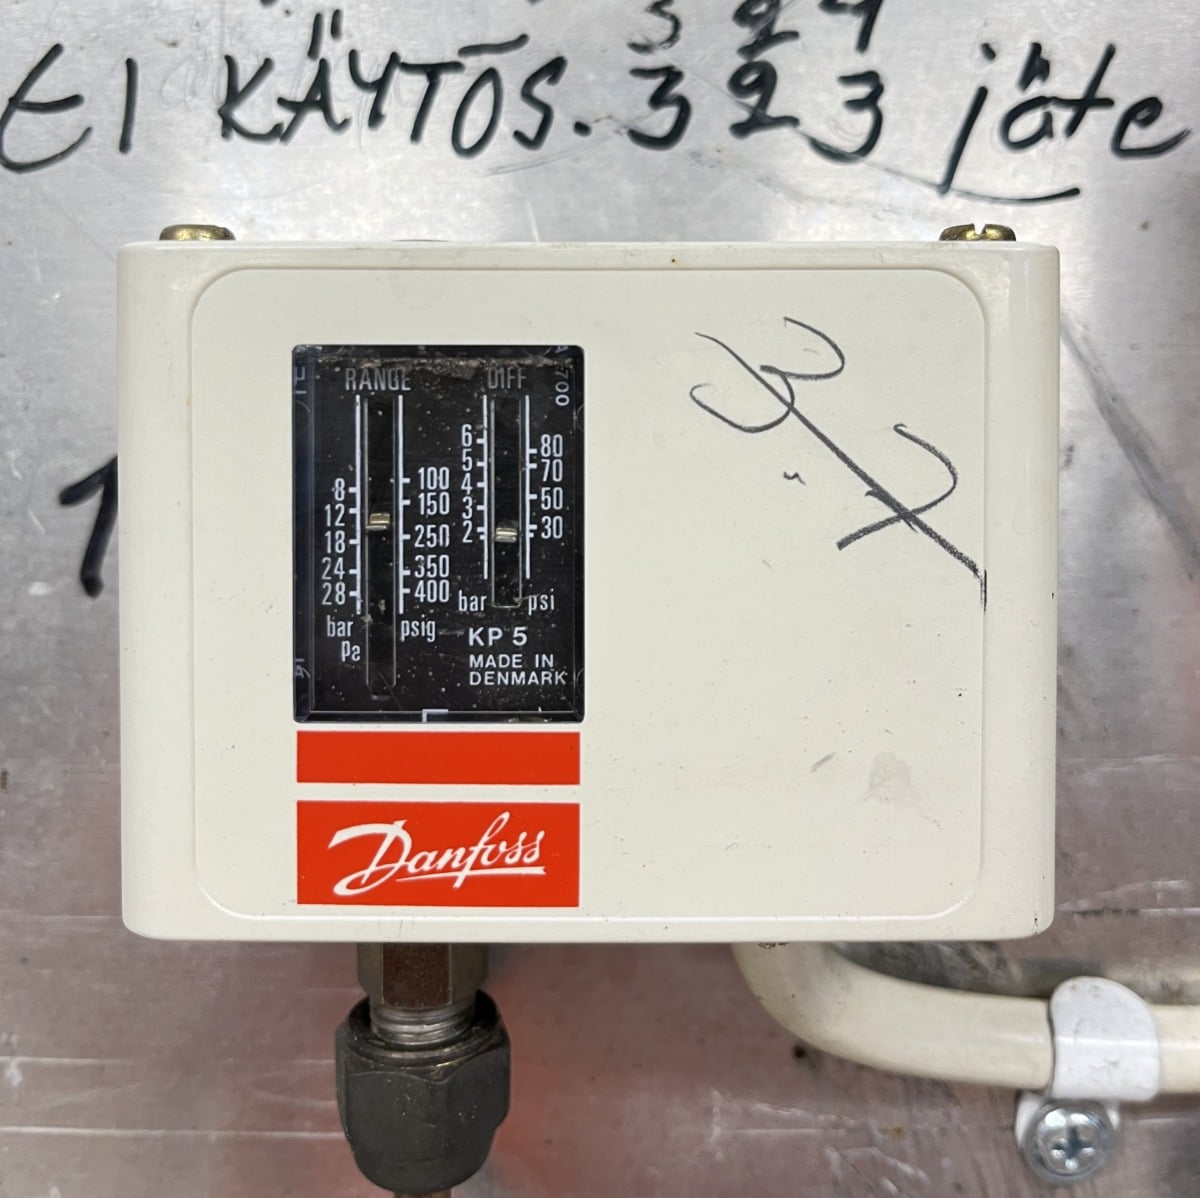 EI KÄYTÖS. 323 jäte
RANGE DIFF
8
12
18
24
28
bar
pa
100
150
250
350
400
psig
6
5
4
3
2
bar
80
70
50
30
psi
KP 5
MADE IN
DENMARK
Danfoss